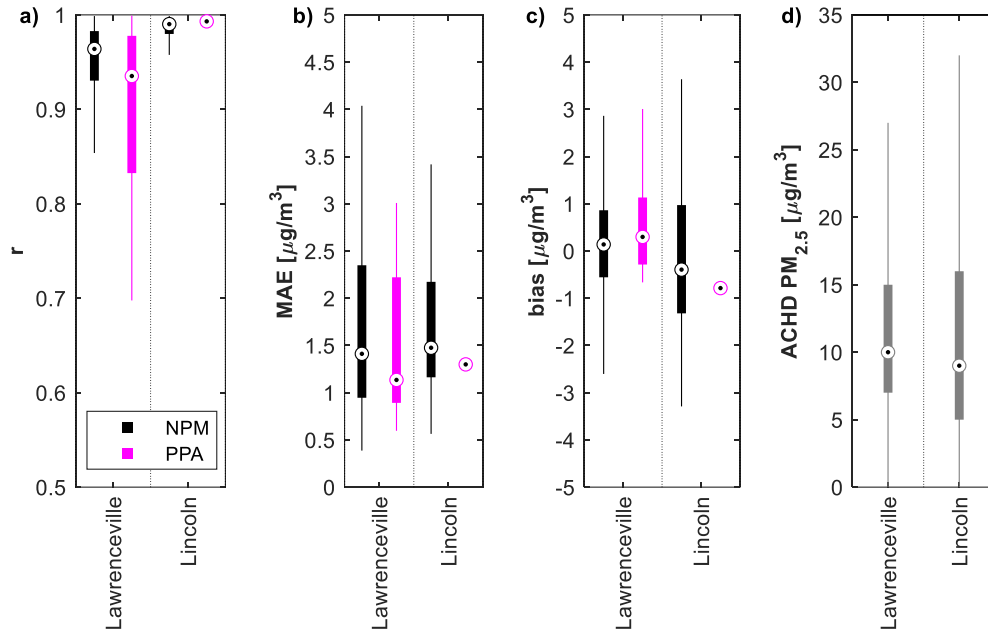 a)
1
0.9
0.8
0.7
0.6
0.5
r
NPM
PPA
Lawrenceville
Lincoln
b)
5
4.5
4
3.5
3
2.5
2
1.5
1
0.5
0
MAE [μg/m³]
Lawrenceville
Lincoln
c)
5
4
3
2
1
0
-1
-2
-3
-4
-5
bias [μg/m³]
Lawrenceville
Lincoln
d)
35
30
25
20
15
10
5
0
ACHD PM₂.₅ [μg/m³]
Lawrenceville
Lincoln